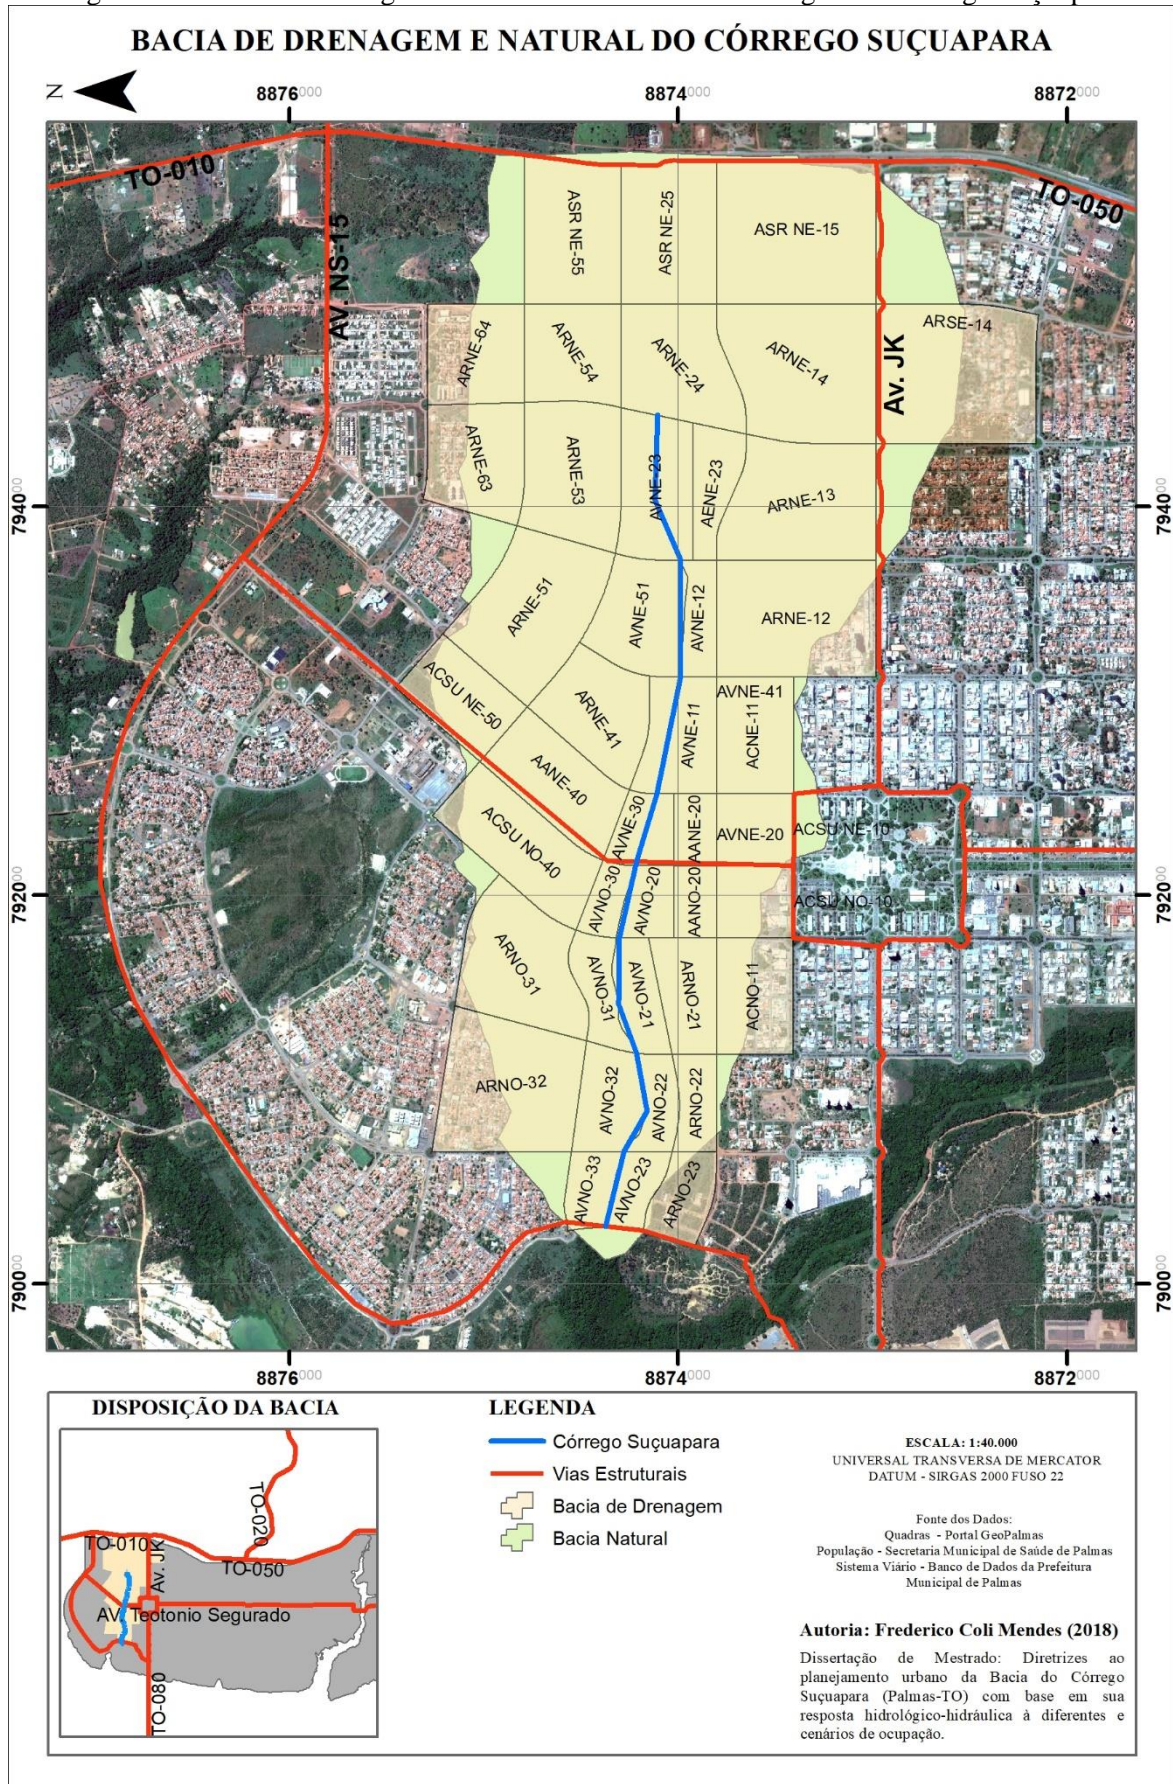 BACIA DE DRENAGEM E NATURAL DO CÓRREGO SUÇUAPARA
N
8876000
8874000
8872000
TO-010
TO-050
AV. NS-15
ASR NE-55
ASR NE-25
ASR NE-15
ARSE-14
ARNE-64
ARNE-54
ARNE-24
ARNE-14
Av. JK
ARNE-63
ARNE-53
AVNE-23
AENE-23
ARNE-13
794000
794000
ARNE-51
AVNE-51
AVNE-12
ARNE-12
ACSU NE-50
ARNE-41
AVNE-11
AVNE-41
ACNE-11
AANE-40
AVNE-30
AANE-20
AVNE-20
ACSU NE-10
ACSU NO-40
AVNO-30
AVNO-20
AANO-20
ACSU NO-10
792000
792000
ARNO-31
AVNO-31
AVNO-21
ARNO-21
ACNO-11
ARNO-32
AVNO-32
AVNO-22
ARNO-22
AVNO-33
AVNO-23
ARNO-23
790000
790000
8876000
8874000
8872000
DISPOSIÇÃO DA BACIA
TO-020
TO-010
Av. JK
TO-050
AV. Teotonio Segurado
TO-080
LEGENDA
Córrego Suçuapara
Vias Estruturais
Bacia de Drenagem
Bacia Natural
ESCALA: 1:40.000
UNIVERSAL TRANSVERSA DE MERCATOR
DATUM - SIRGAS 2000 FUSO 22
Fonte dos Dados:
Quadras - Portal GeoPalmas
População - Secretaria Municipal de Saúde de Palmas
Sistema Viário - Banco de Dados da Prefeitura
Municipal de Palmas
Autoria: Frederico Coli Mendes (2018)
Dissertação de Mestrado: Diretrizes ao
planejamento urbano da Bacia do Córrego
Suçuapara (Palmas-TO) com base em sua
resposta hidrológico-hidráulica à diferentes e
cenários de ocupação.